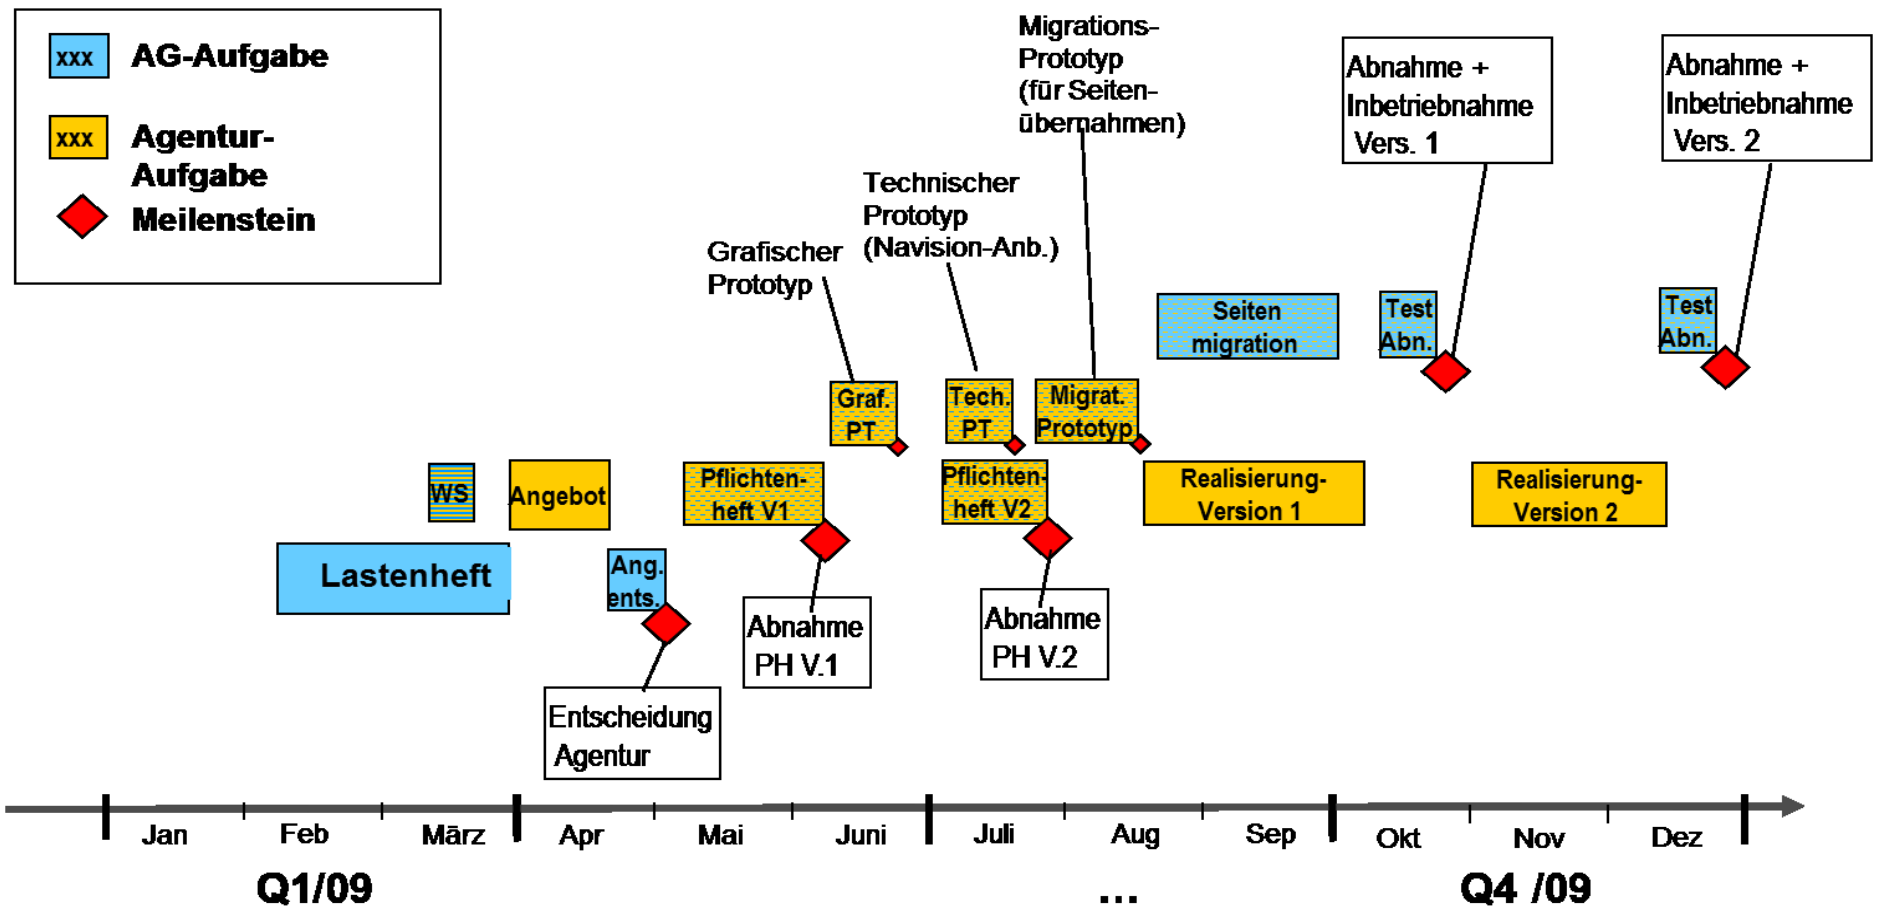 xxx
AG-Aufgabe
xxx
Agentur-
Aufgabe
Meilenstein
Migrations-
Prototyp
(für Seiten-
übernahmen)
Abnahme +
Inbetriebnahme
Vers. 1
Abnahme +
Inbetriebnahme
Vers. 2
Technischer
Prototyp
(Navision-Anb.)
Grafischer
Prototyp
Seiten
migration
Test
Abn.
Test
Abn.
Graf.
PT
Tech.
PT
Migrat.
Prototyp
WS
Angebot
Pflichten-
heft V1
Pflichten-
heft V2
Realisierung-
Version 1
Realisierung-
Version 2
Lastenheft
Ang.
ents.
Abnahme
PH V.1
Abnahme
PH V.2
Entscheidung
Agentur
Jan Feb März Apr Mai Juni Juli Aug Sep Okt Nov Dez
Q1/09 ... Q4 /09